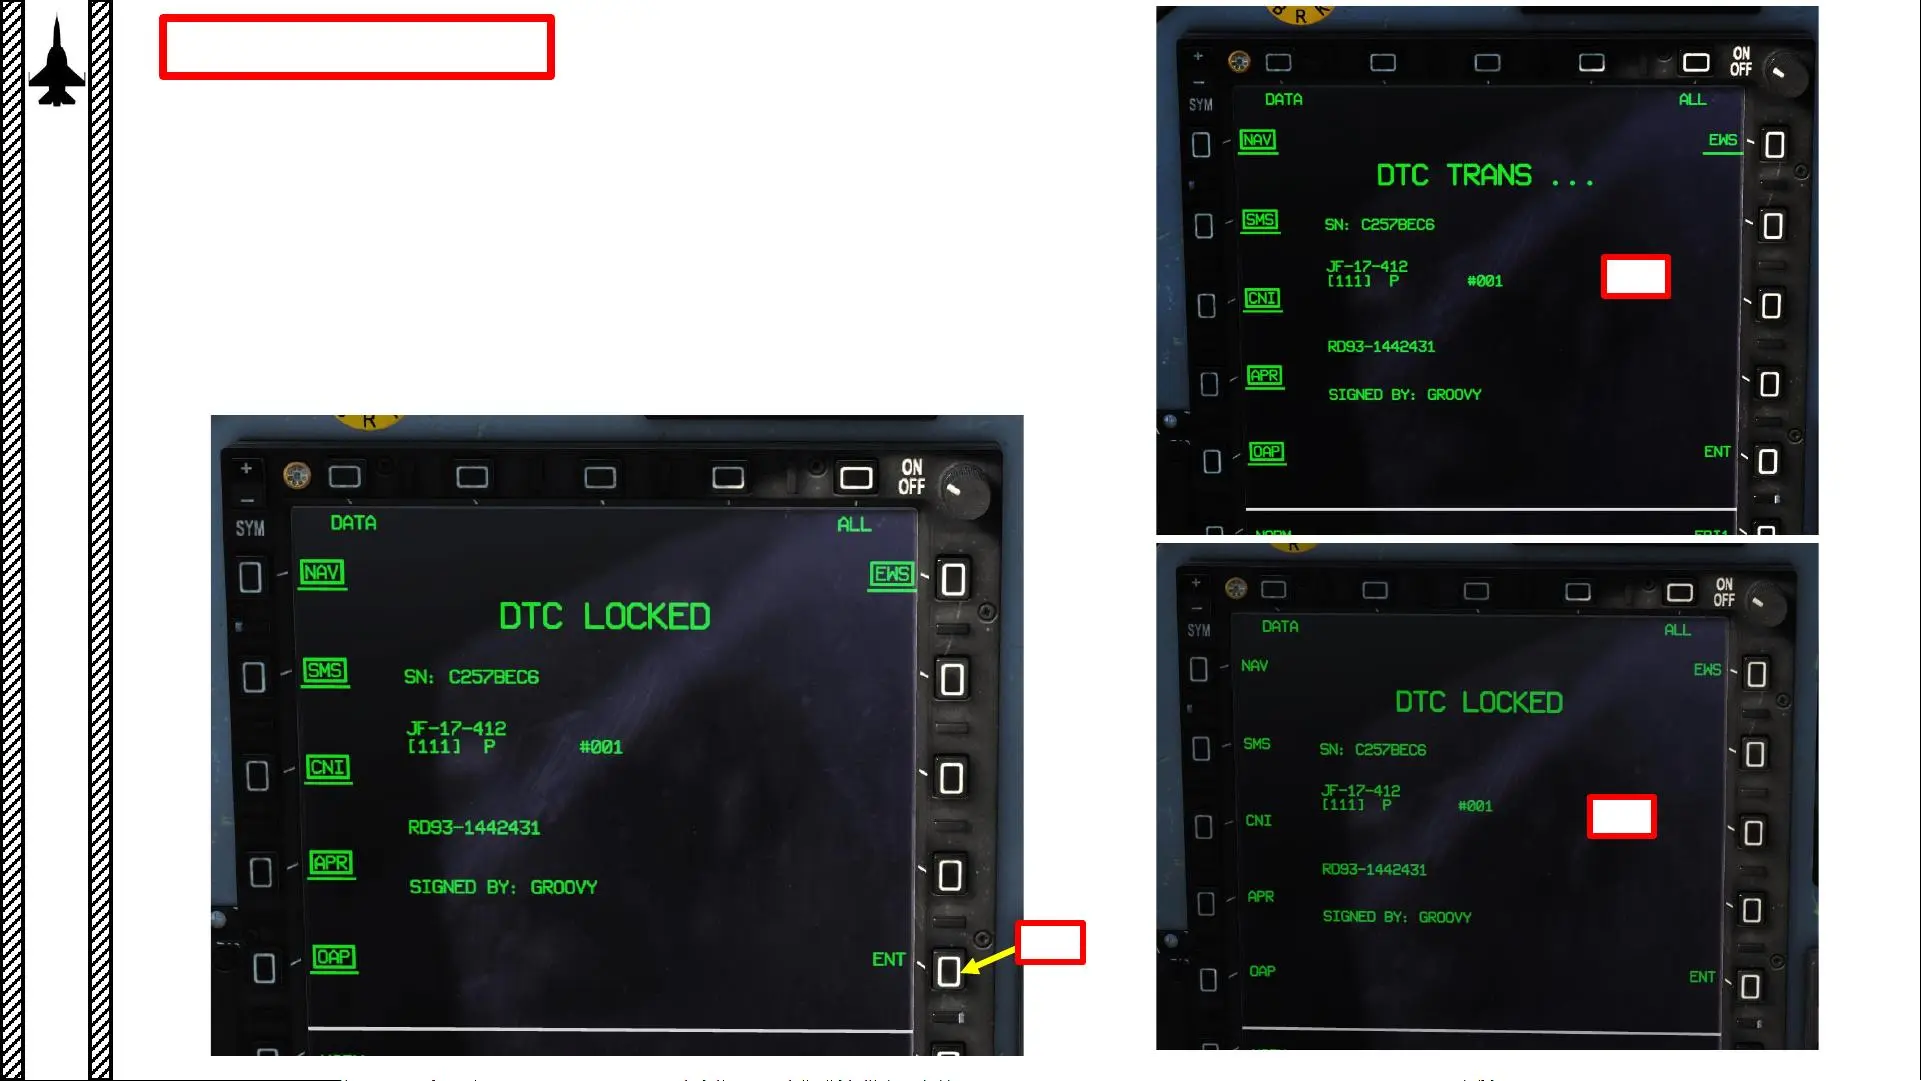 ON
OFF
SYM
DATA
ALL
NAV
EWS
DTC LOCKED
SMS
SN: C257BEC6
JF-17-412
[111] P #001
CNI
RD93-1442431
APR
SIGNED BY: GROOVY
OAP
ENT
R
ON
OFF
SYM
DATA
ALL
NAV
EWS
DTC TRANS ...
SMS
SN: C257BEC6
JF-17-412
[111] P #001
CNI
RD93-1442431
APR
SIGNED BY: GROOVY
OAP
ENT
ON
OFF
SYM
DATA
ALL
NAV
EWS
DTC LOCKED
SMS
SN: C257BEC6
JF-17-412
[111] P #001
CNI
RD93-1442431
APR
SIGNED BY: GROOVY
OAP
ENT